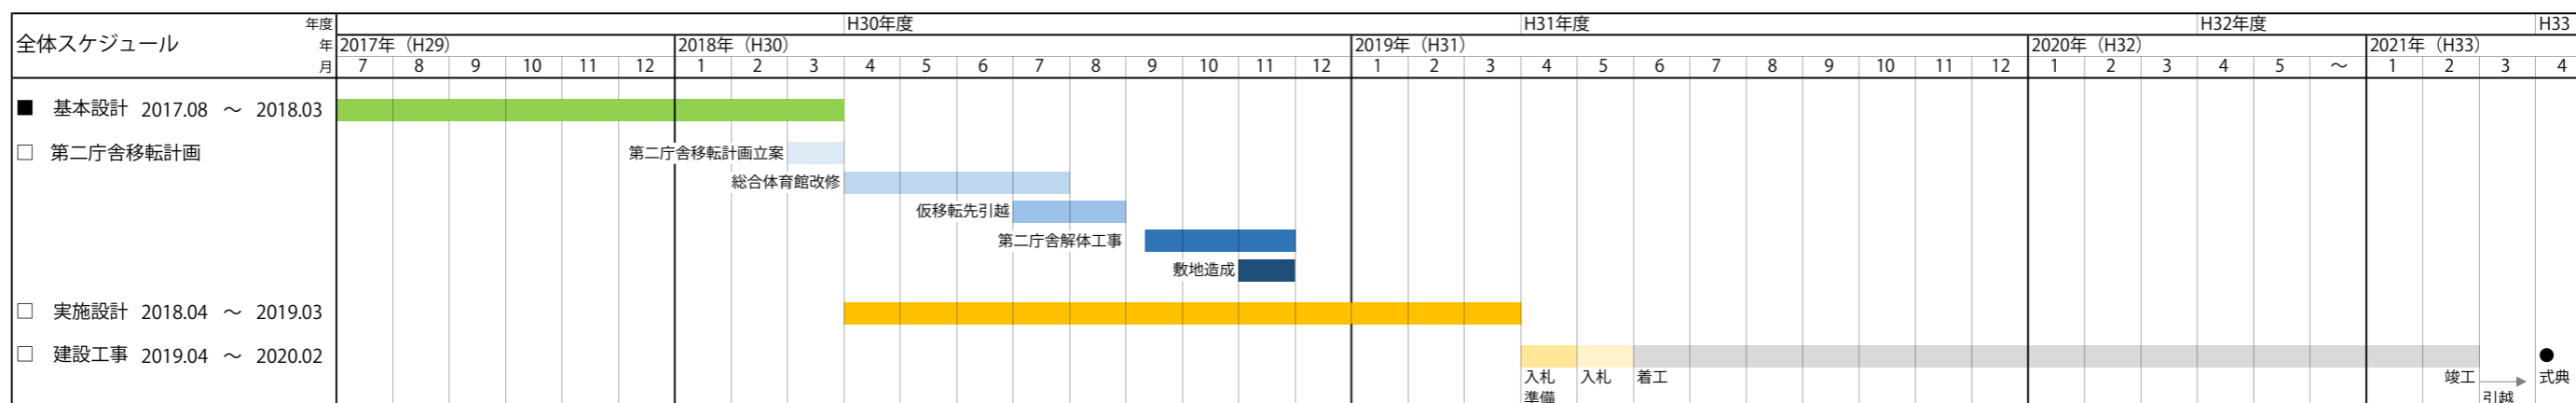 年度 H30年度 H31年度 H32年度 H33
全体スケジュール 年 2017年（H29） 2018年（H30） 2019年（H31） 2020年（H32） 2021年（H33）
月 7 8 9 10 11 12 1 2 3 4 5 6 7 8 9 10 11 12 1 2 3 4 5 6 7 8 9 10 11 12 1 2 3 4 5 ～ 1 2 3 4
■ 基本設計 2017.08 ～ 2018.03
□ 第二庁舎移転計画 第二庁舎移転計画立案
総合体育館改修
仮移転先引越
第二庁舎解体工事
敷地造成
□ 実施設計 2018.04 ～ 2019.03
□ 建設工事 2019.04 ～ 2020.02 ●
入札 入札 着工 竣工 式典
準備 引越